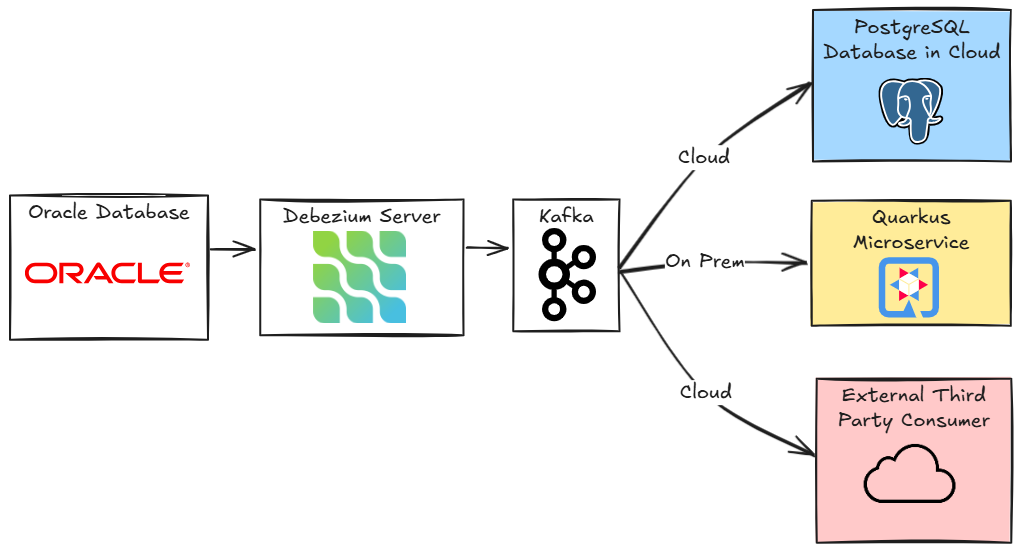 Oracle Database
ORACLE®
Debezium Server
Kafka
Cloud
On Prem
Cloud
PostgreSQL
Database in Cloud
Quarkus
Microservice
External Third
Party Consumer